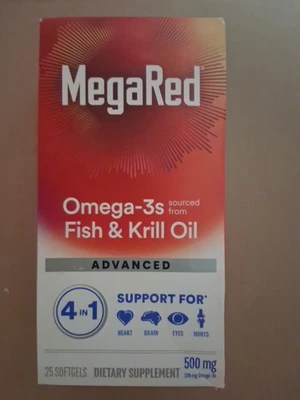 MegaRed®
Omega-3s sourced from
Fish & Krill Oil
ADVANCED
4 IN 1
SUPPORT FOR*
HEART BRAIN EYES JOINTS
500 mg
25 SOFTGELS DIETARY SUPPLEMENT